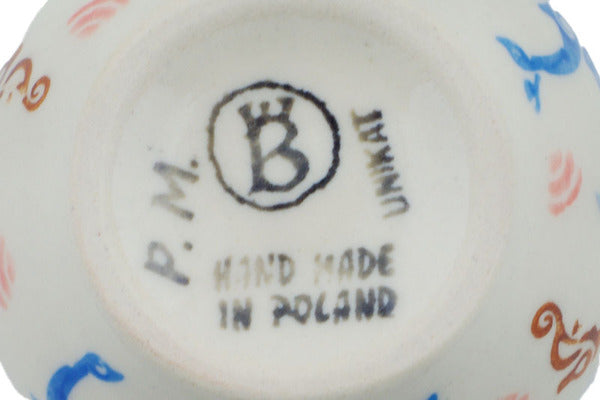 B
UNIKAT
P.M.
HAND MADE
IN POLAND